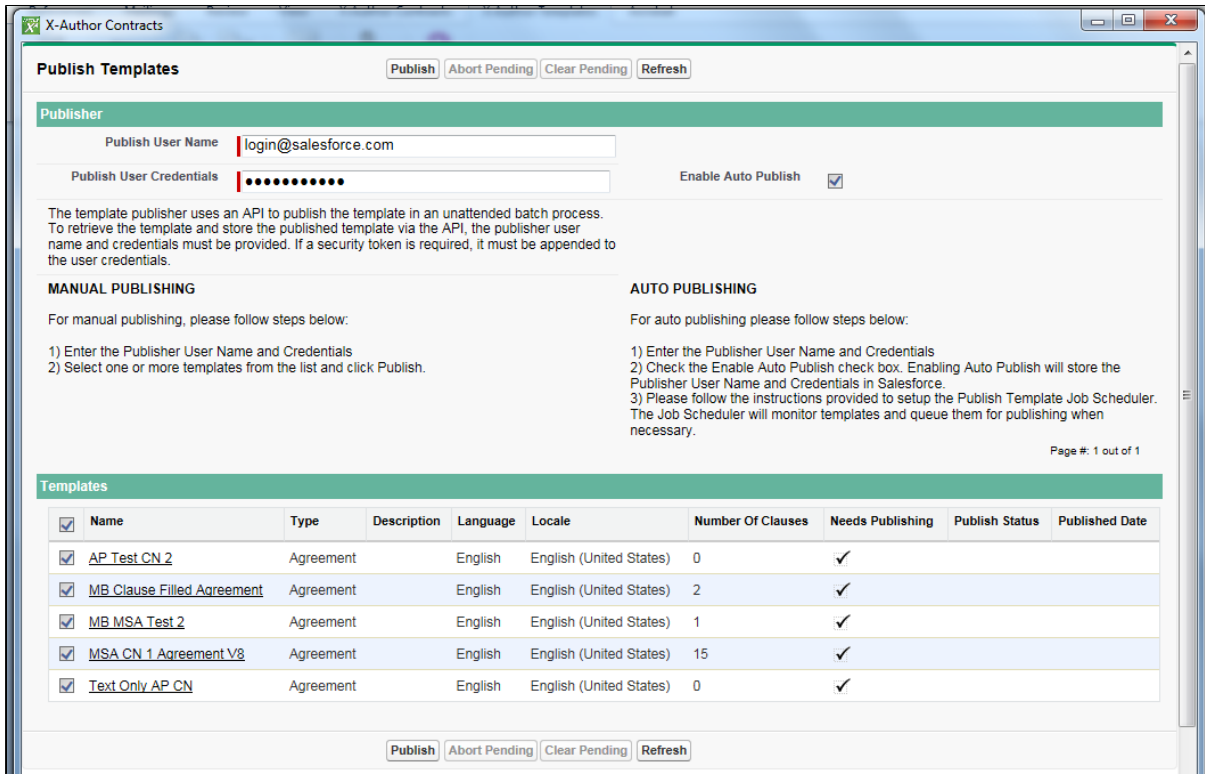 X-Author Contracts
Publish Templates Publish Abort Pending Clear Pending Refresh
Publisher
Publish User Name login@salesforce.com
Publish User Credentials ●●●●●●●●●●● Enable Auto Publish
The template publisher uses an API to publish the template in an unattended batch process.
To retrieve the template and store the published template via the API, the publisher user
name and credentials must be provided. If a security token is required, it must be appended to
the user credentials.
MANUAL PUBLISHING
For manual publishing, please follow steps below:
1) Enter the Publisher User Name and Credentials
2) Select one or more templates from the list and click Publish.
AUTO PUBLISHING
For auto publishing please follow steps below:
1) Enter the Publisher User Name and Credentials
2) Check the Enable Auto Publish check box. Enabling Auto Publish will store the
Publisher User Name and Credentials in Salesforce.
3) Please follow the instructions provided to setup the Publish Template Job Scheduler.
The Job Scheduler will monitor templates and queue them for publishing when
necessary.
Page #: 1 out of 1
Templates
Name Type Description Language Locale Number Of Clauses Needs Publishing Publish Status Published Date
AP Test CN 2 Agreement English English (United States) 0 ✓
MB Clause Filled Agreement Agreement English English (United States) 2 ✓
MB MSA Test 2 Agreement English English (United States) 1 ✓
MSA CN 1 Agreement V8 Agreement English English (United States) 15 ✓
Text Only AP CN Agreement English English (United States) 0 ✓
Publish Abort Pending Clear Pending Refresh